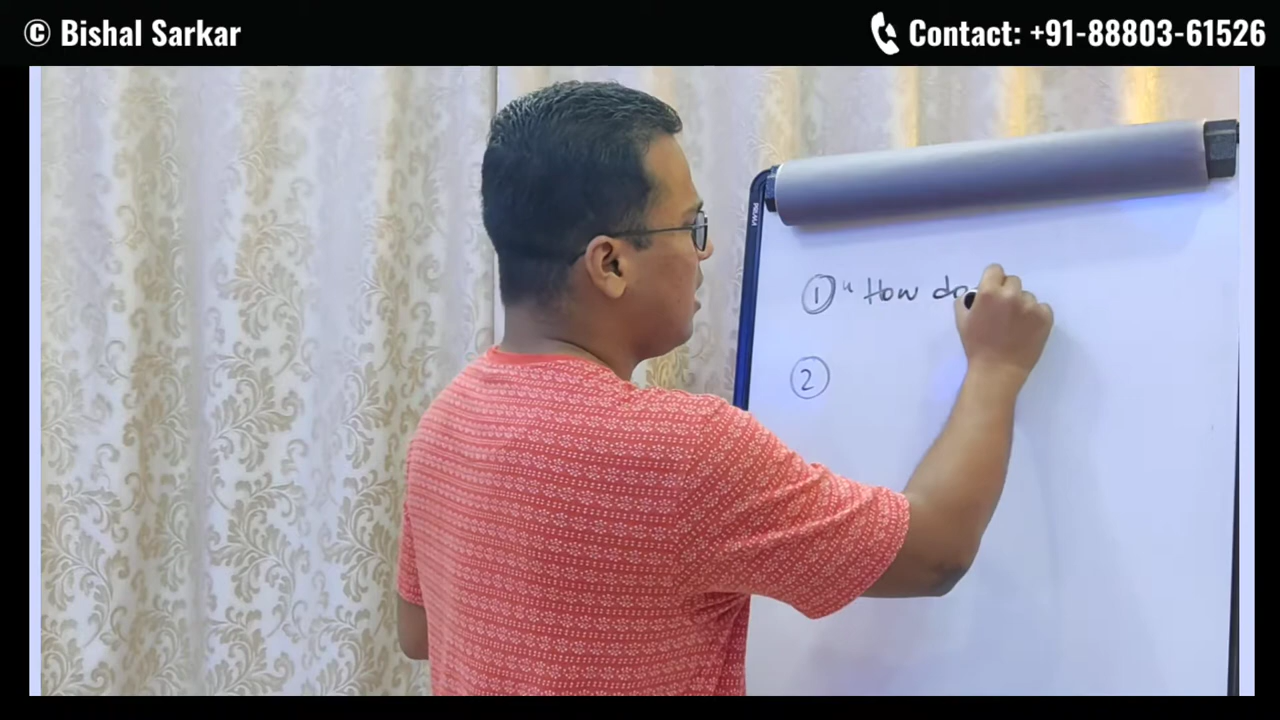 © Bishal Sarkar
Contact: +91-88803-61526
① " How do
②